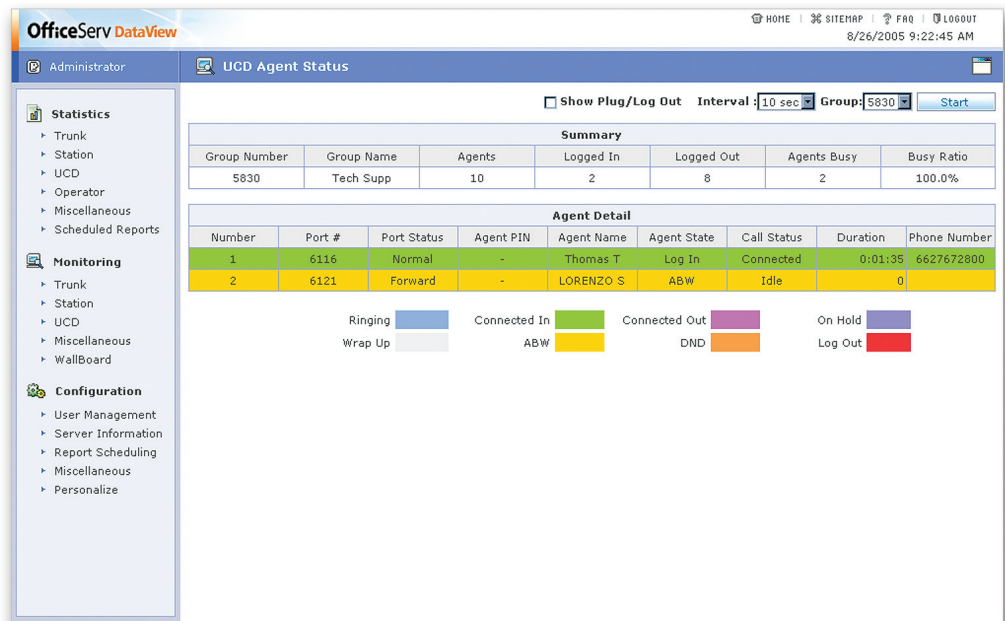 HOME | SITEMAP | FAQ | LOGOUT
OfficeServ DataView
8/26/2005 9:22:45 AM
Administrator
UCD Agent Status
Show Plug/Log Out Interval : 10 sec Group: 5830 Start
Statistics
Trunk
Station
UCD
Operator
Miscellaneous
Scheduled Reports
Monitoring
Trunk
Station
UCD
Miscellaneous
WallBoard
Configuration
User Management
Server Information
Report Scheduling
Miscellaneous
Personalize
Summary
Group Number Group Name Agents Logged In Logged Out Agents Busy Busy Ratio
5830 Tech Supp 10 2 8 2 100.0%
Agent Detail
Number Port # Port Status Agent PIN Agent Name Agent State Call Status Duration Phone Number
1 6116 Normal - Thomas T Log In Connected 0:01:35 6627672800
2 6121 Forward - LORENZO S ABW Idle 0
Ringing Connected In Connected Out On Hold
Wrap Up ABW DND Log Out